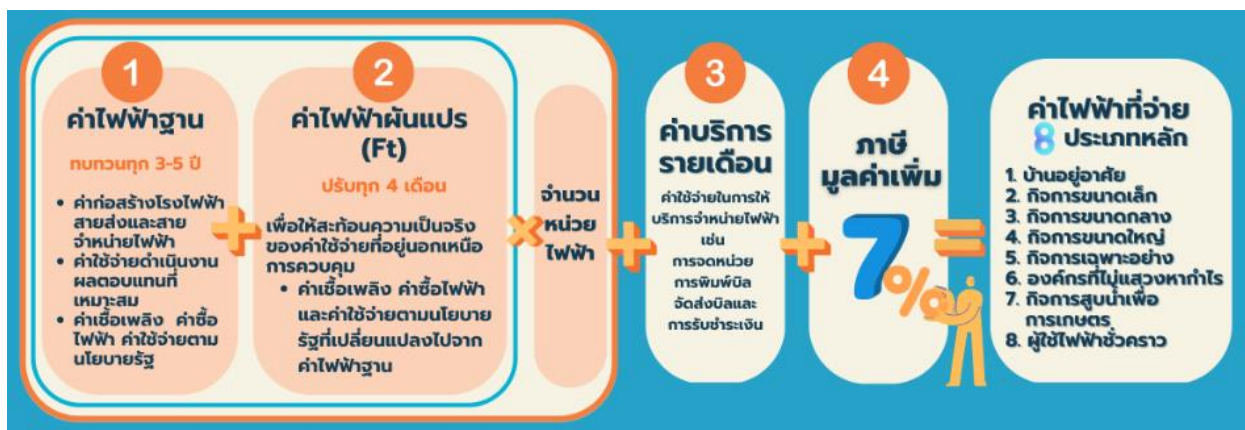 1
ค่าไฟฟ้าฐาน
ทบทวนทุก 3-5 ปี
• ค่าก่อสร้างโรงไฟฟ้า
สายส่งและสาย
จำหน่ายไฟฟ้า
• ค่าใช้จ่ายดำเนินงาน
ผลตอบแทนที่
เหมาะสม
• ค่าเชื้อเพลิง ค่าซื้อ
ไฟฟ้า ค่าใช้จ่ายตาม
นโยบายรัฐ
+
2
ค่าไฟฟ้าผันแปร
(Ft)
ปรับทุก 4 เดือน
เพื่อให้สะท้อนความเป็นจริง
ของค่าใช้จ่ายที่อยู่นอกเหนือ
การควบคุม
• ค่าเชื้อเพลิง ค่าซื้อไฟฟ้า
และค่าใช้จ่ายตามนโยบาย
รัฐที่เปลี่ยนแปลงไปจาก
ค่าไฟฟ้าฐาน
×
จำนวน
หน่วย
ไฟฟ้า
+
3
ค่าบริการ
รายเดือน
ค่าใช้จ่ายในการให้
บริการจำหน่ายไฟฟ้า
เช่น
การจดหน่วย
การพิมพ์บิล
จัดส่งบิลและ
การรับชำระเงิน
+
4
ภาษี
มูลค่าเพิ่ม
7%
=
ค่าไฟฟ้าที่จ่าย
8 ประเภทหลัก
1. บ้านอยู่อาศัย
2. กิจการขนาดเล็ก
3. กิจการขนาดกลาง
4. กิจการขนาดใหญ่
5. กิจการเฉพาะอย่าง
6. องค์กรที่ไม่แสวงหากำไร
7. กิจการสูบน้ำเพื่อ
การเกษตร
8. ผู้ใช้ไฟฟ้าชั่วคราว